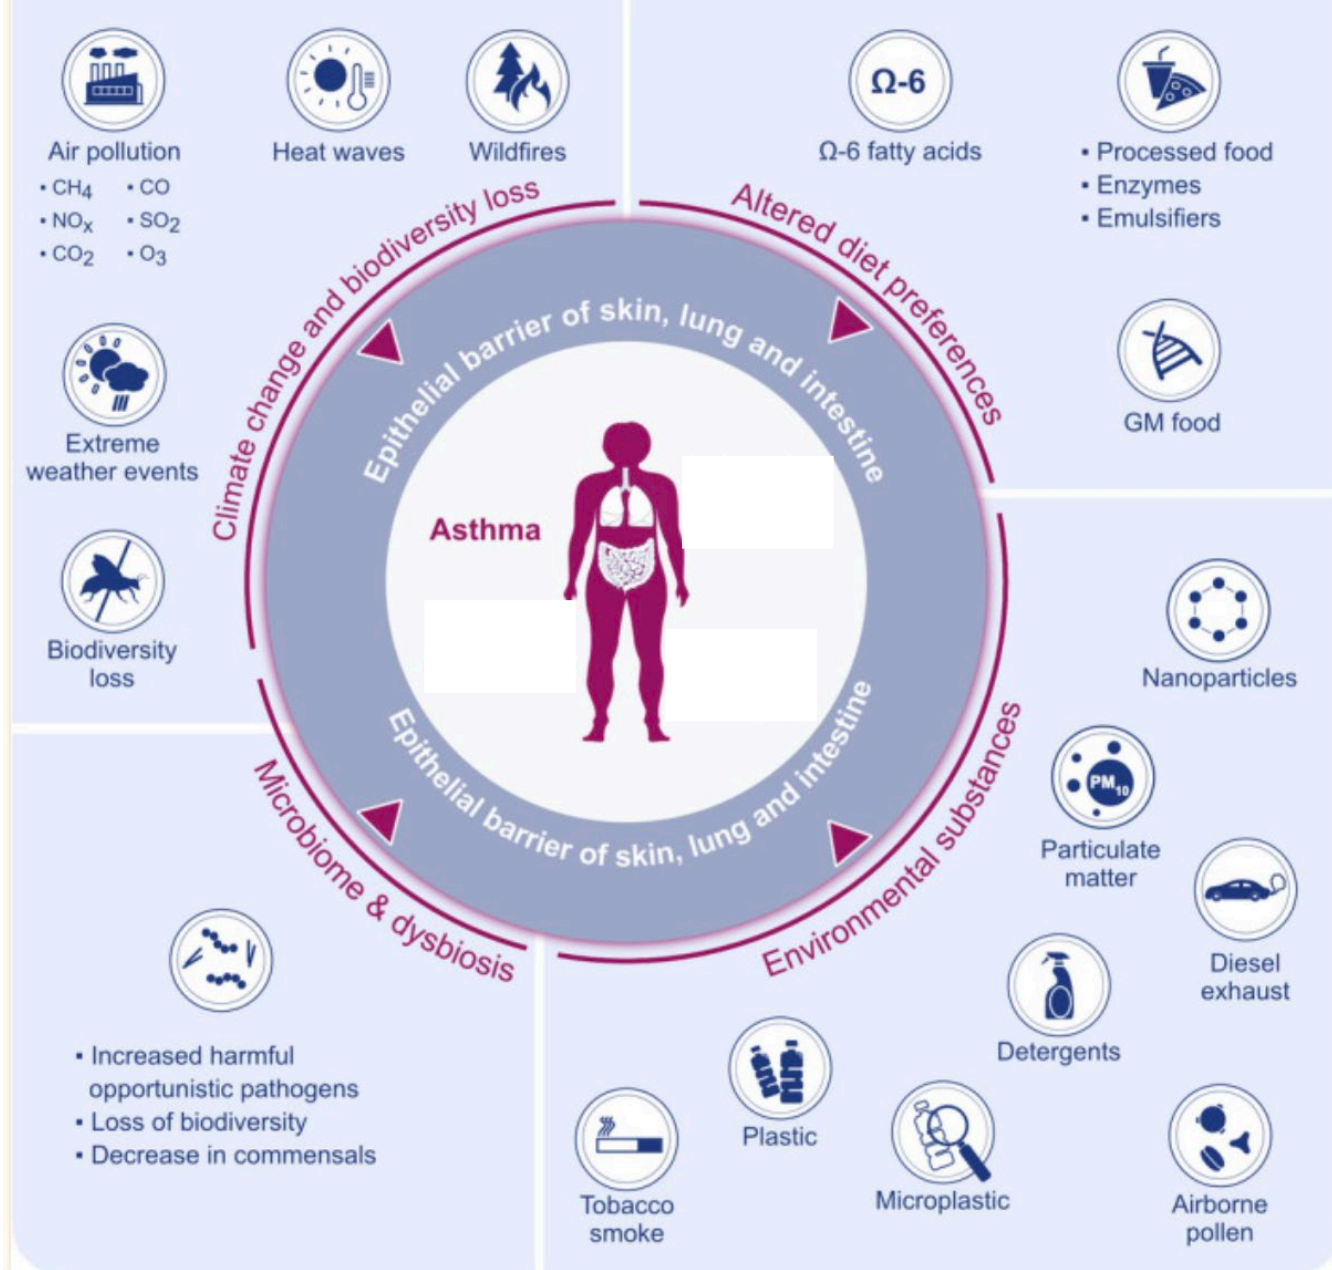 Air pollution
▪ CH4 ▪ CO
▪ NOx ▪ SO2
▪ CO2 ▪ O3
Heat waves
Wildfires
Extreme
weather events
Biodiversity
loss
Climate change and biodiversity loss
Ω-6
Ω-6 fatty acids
▪ Processed food
▪ Enzymes
▪ Emulsifiers
GM food
Altered diet preferences
Epithelial barrier of skin, lung and intestine
Asthma
Epithelial barrier of skin, lung and intestine
Microbiome & dysbiosis
▪ Increased harmful
opportunistic pathogens
▪ Loss of biodiversity
▪ Decrease in commensals
Environmental substances
Nanoparticles
PM10
Particulate
matter
Diesel
exhaust
Detergents
Plastic
Microplastic
Tobacco
smoke
Airborne
pollen